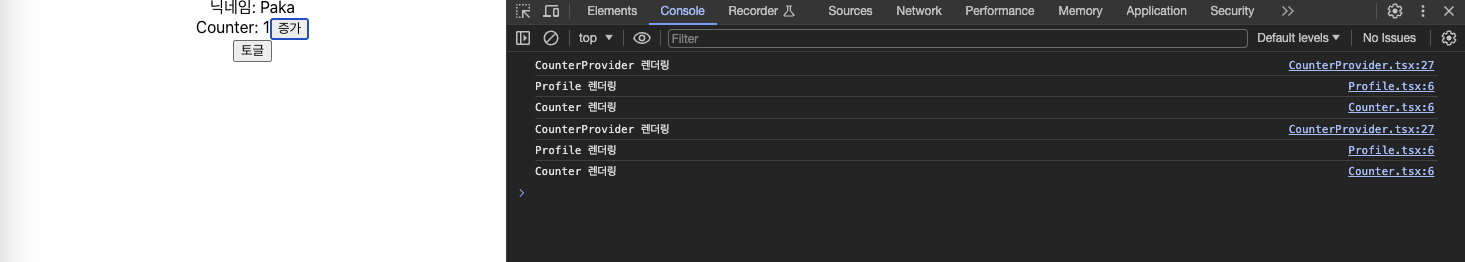 닉네임: Paka
Counter: 1 증가
토글
Elements Console Recorder Sources Network Performance Memory Application Security
top Filter Default levels No Issues
CounterProvider 렌더링 CounterProvider.tsx:27
Profile 렌더링 Profile.tsx:6
Counter 렌더링 Counter.tsx:6
CounterProvider 렌더링 CounterProvider.tsx:27
Profile 렌더링 Profile.tsx:6
Counter 렌더링 Counter.tsx:6